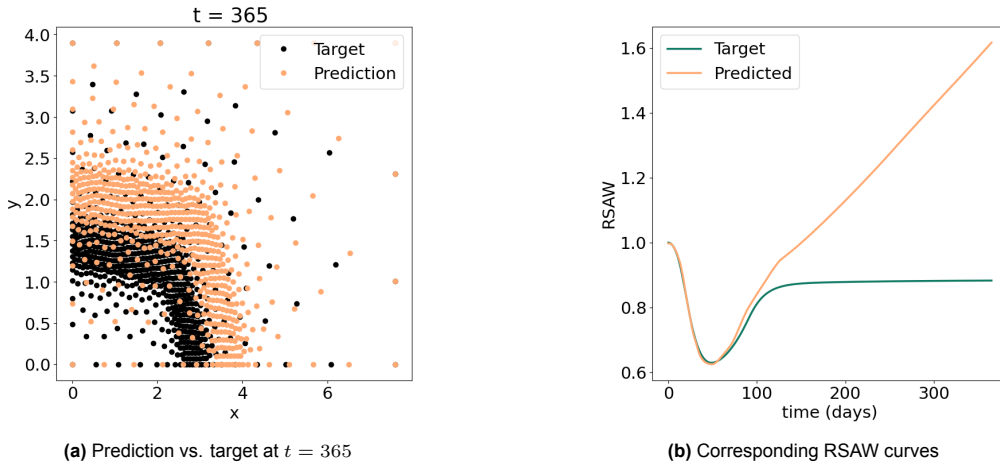 t = 365
4.0
3.5
3.0
2.5
2.0
1.5
1.0
0.5
0.0
y
0
2
4
6
x
Target
Prediction
(a) Prediction vs. target at t = 365
1.6
1.4
1.2
1.0
0.8
0.6
RSAW
0
100
200
300
time (days)
Target
Predicted
(b) Corresponding RSAW curves